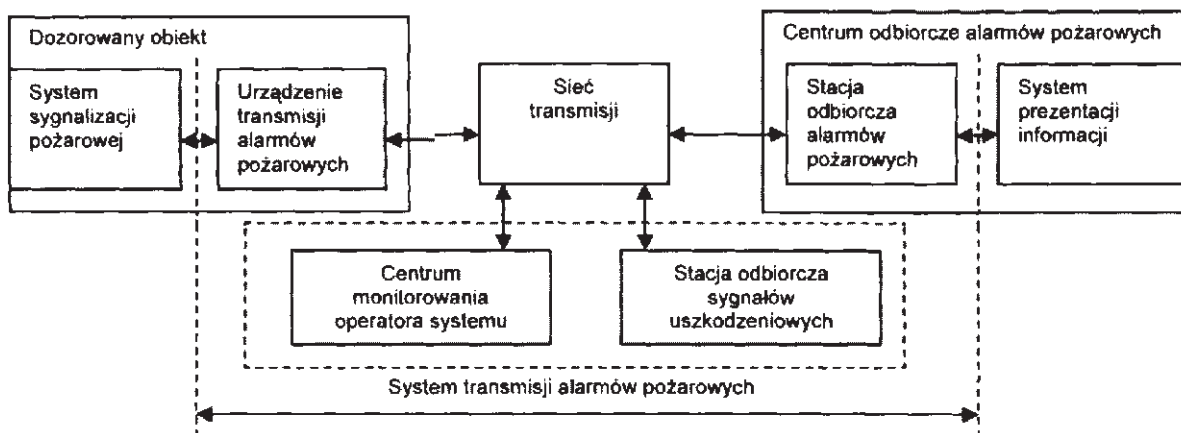 Dozorowany obiekt
System
sygnalizacji
pożarowej
Urządzenie
transmisji
alarmów
pożarowych
Sieć
transmisji
Centrum odbiorcze alarmów pożarowych
Stacja
odbiorcza
alarmów
pożarowych
System
prezentacji
informacji
Centrum
monitorowania
operatora systemu
Stacja odbiorcza
sygnałów
uszkodzeniowych
System transmisji alarmów pożarowych